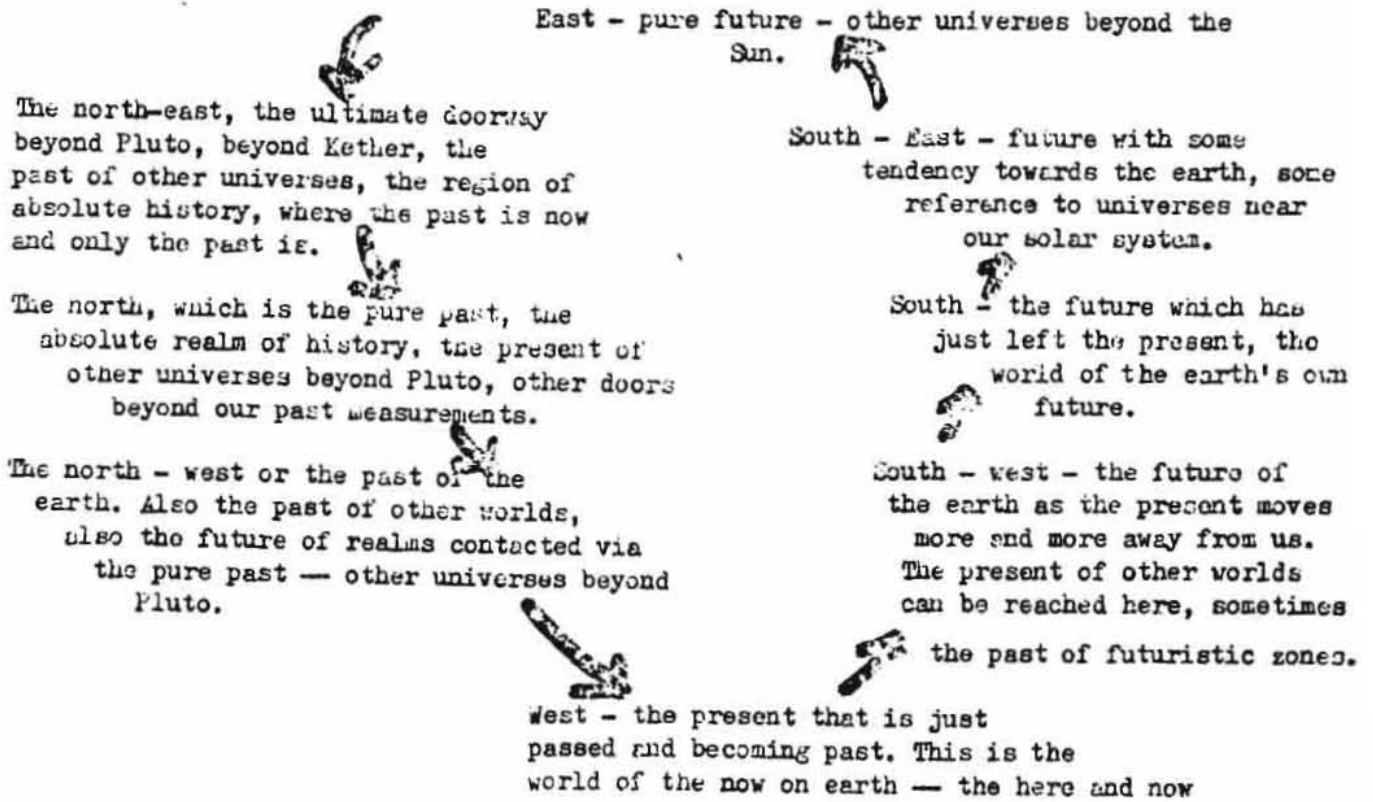 East - pure future - other universes beyond the
Sun.
The north-east, the ultimate doorway
beyond Pluto, beyond Kether, the
past of other universes, the region of
absolute history, where the past is now
and only the past is.
The north, which is the pure past, the
absolute realm of history, the present of
other universes beyond Pluto, other doors
beyond our past measurements.
The north - west or the past of the
earth. Also the past of other worlds,
also the future of realms contacted via
the pure past — other universes beyond
Pluto.
West - the present that is just
passed and becoming past. This is the
world of the now on earth — the here and now
South - west - the future of
the earth as the present moves
more and more away from us.
The present of other worlds
can be reached here, sometimes
the past of futuristic zones.
South - the future which has
just left the present, the
world of the earth's own
future.
South - East - future with some
tendency towards the earth, some
reference to universes near
our solar system.